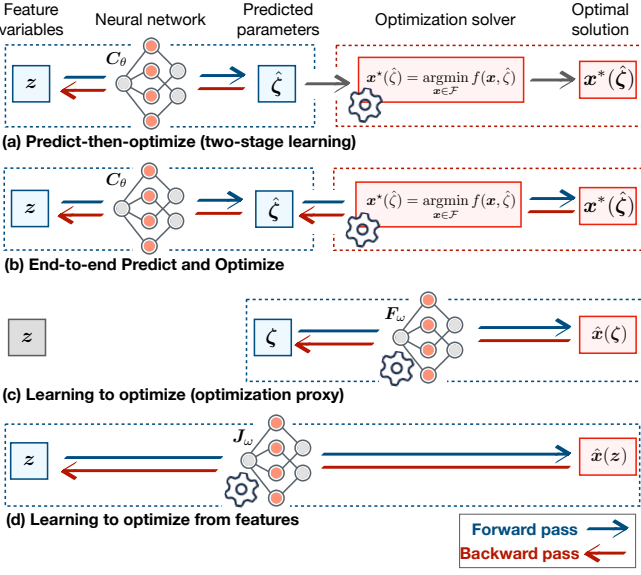 Feature variables
Neural network
Predicted parameters
Optimization solver
Optimal solution
z
C_θ
ζ̂
x⋆(ζ̂) = argmin f(x, ζ̂)
x∈F
x*(ζ̂)
(a) Predict-then-optimize (two-stage learning)
z
C_θ
ζ̂
x⋆(ζ̂) = argmin f(x, ζ̂)
x∈F
x*(ζ̂)
(b) End-to-end Predict and Optimize
z
ζ
F_ω
x̂(ζ)
(c) Learning to optimize (optimization proxy)
z
J_ω
x̂(z)
(d) Learning to optimize from features
Forward pass
Backward pass